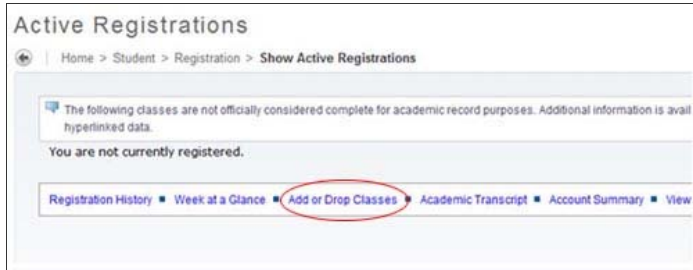 Active Registrations
Home > Student > Registration > Show Active Registrations
The following classes are not officially considered complete for academic record purposes. Additional information is avail
hyperlinked data.
You are not currently registered.
Registration History ▪ Week at a Glance ▪ Add or Drop Classes ▪ Academic Transcript ▪ Account Summary ▪ View